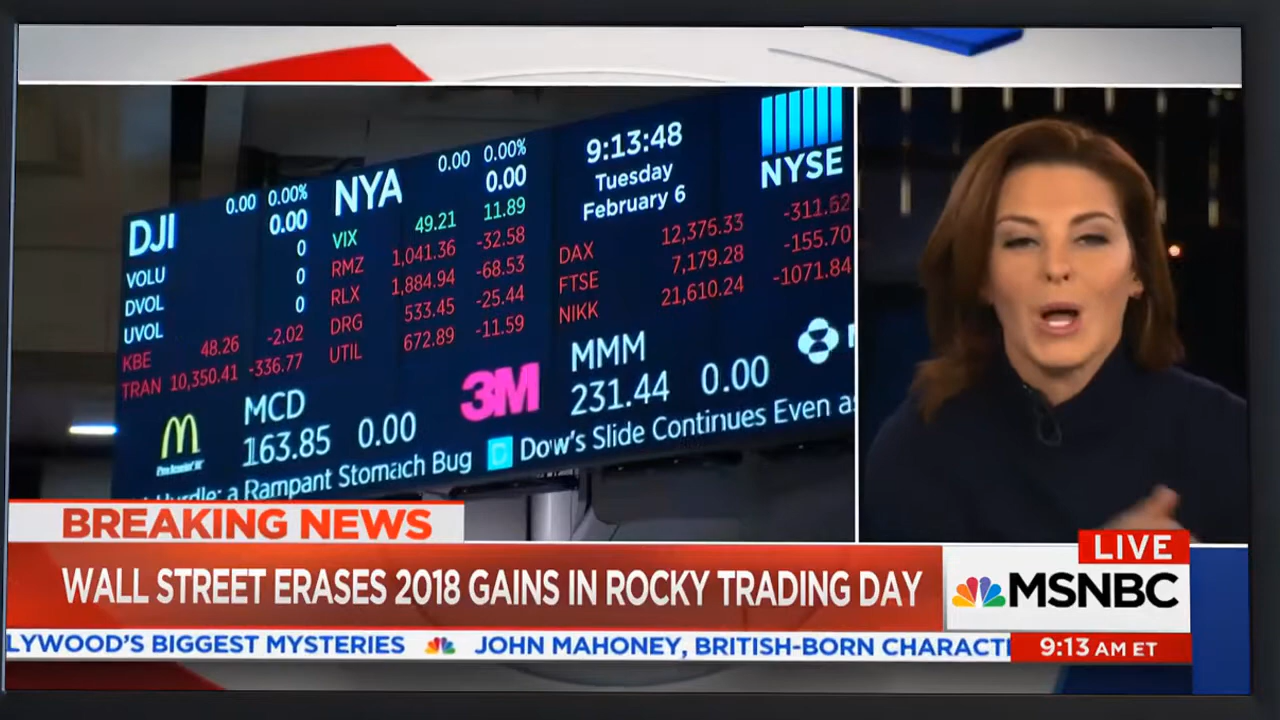 DJI 0.00 0.00%
0.00
VOLU 0
DVOL 0
UVOL 0
KBE 48.26 -2.02
TRAN 10,350.41 -336.77
NYA 0.00 0.00%
0.00
VIX 49.21 11.89
RMZ 1,041.36 -32.58
RLX 1,884.94 -68.53
DRG 533.45 -25.44
UTIL 672.89 -11.59
9:13:48
Tuesday
February 6
NYSE
DAX 12,375.33 -311.62
FTSE 7,179.28 -155.70
NIKK 21,610.24 -1071.84
MCD
163.85 0.00
3M
MMM
231.44 0.00
Hurdle: a Rampant Stomach Bug Dow's Slide Continues Even as
BREAKING NEWS
WALL STREET ERASES 2018 GAINS IN ROCKY TRADING DAY
LIVE
MSNBC
LYWOOD'S BIGGEST MYSTERIES JOHN MAHONEY, BRITISH-BORN CHARACT
9:13 AM ET